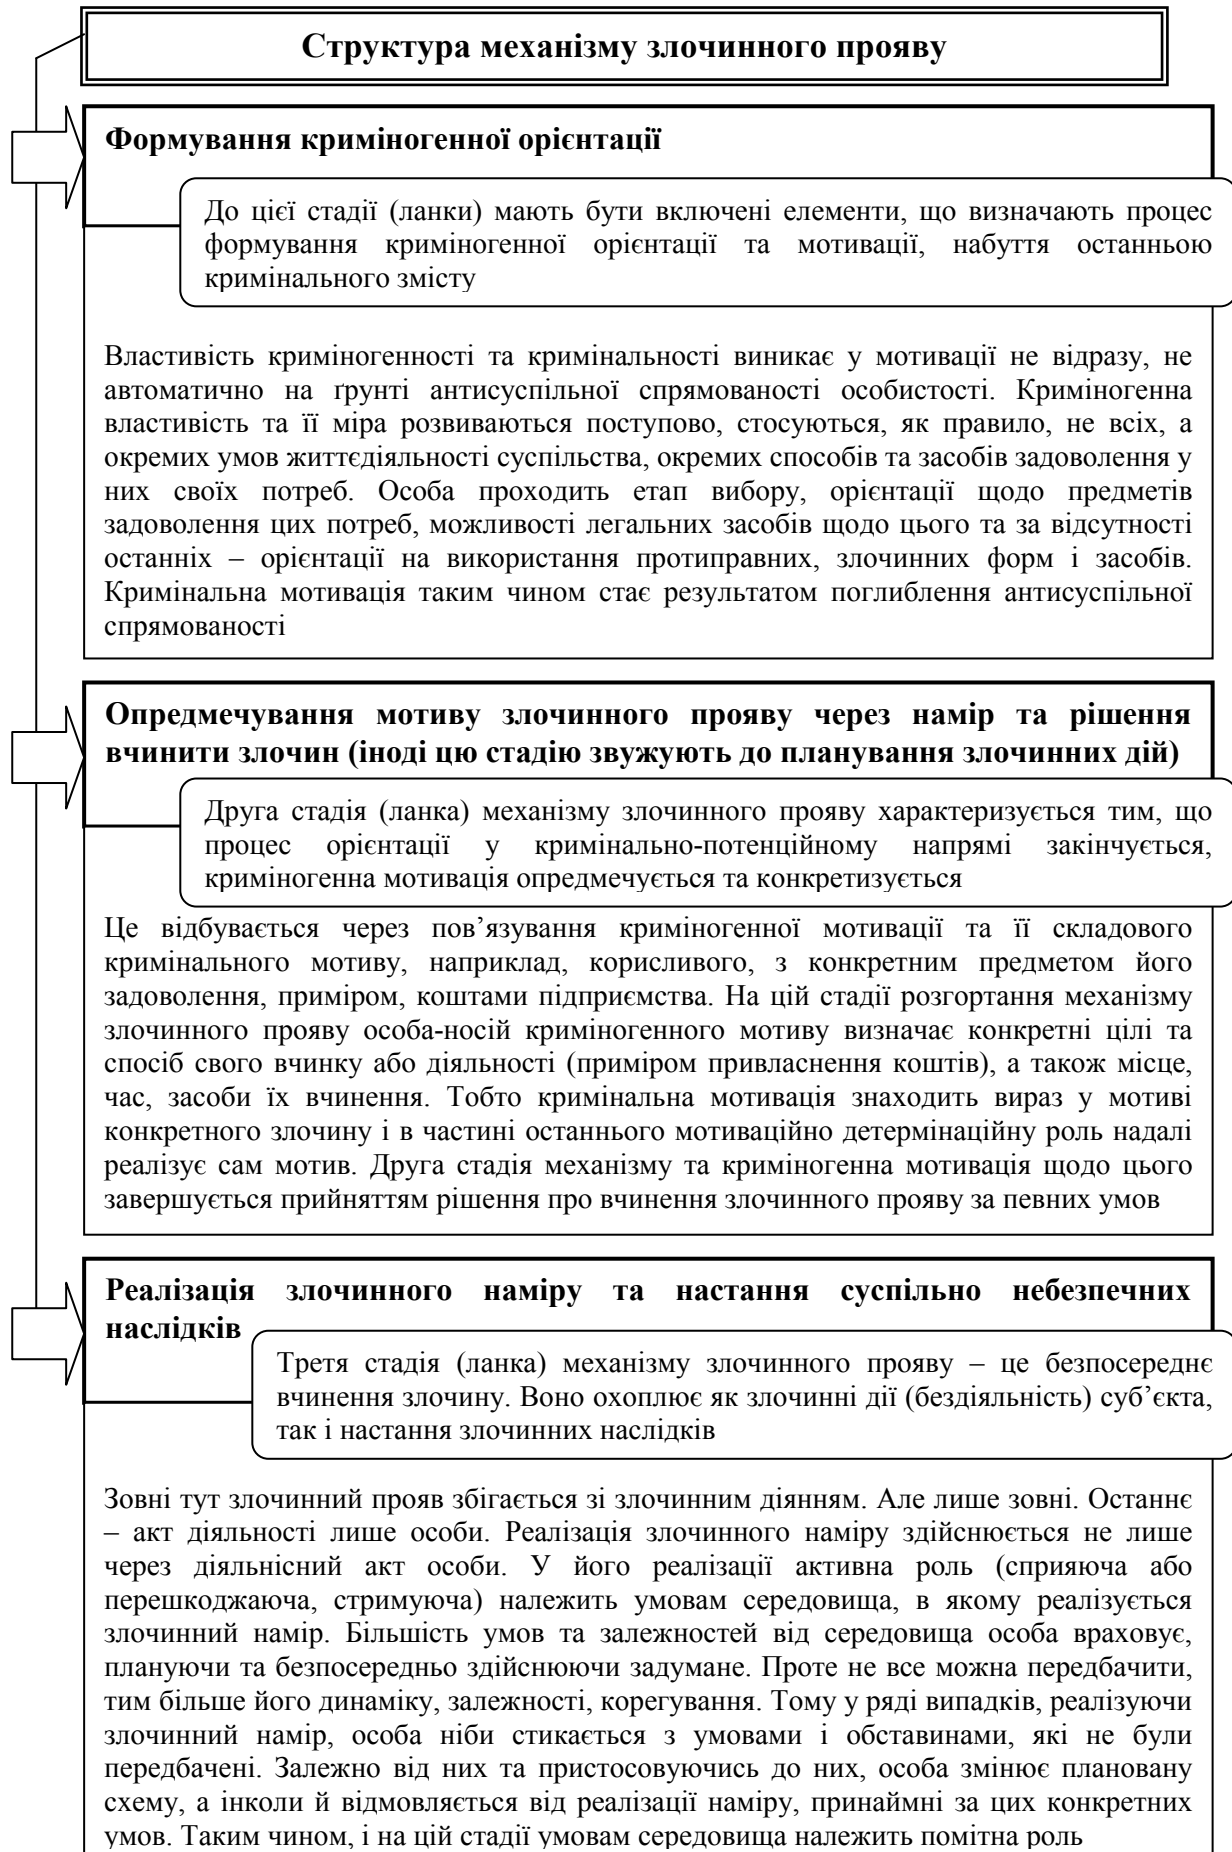 Структура механізму злочинного прояву
Формування криміногенної орієнтації
До цієї стадії (ланки) мають бути включені елементи, що визначають процес
формування криміногенної орієнтації та мотивації, набуття останньою
кримінального змісту
Властивість криміногенності та кримінальності виникає у мотивації не відразу, не
автоматично на ґрунті антисуспільної спрямованості особистості. Криміногенна
властивість та її міра розвиваються поступово, стосуються, як правило, не всіх, а
окремих умов життєдіяльності суспільства, окремих способів та засобів задоволення у
них своїх потреб. Особа проходить етап вибору, орієнтації щодо предметів
задоволення цих потреб, можливості легальних засобів щодо цього та за відсутності
останніх – орієнтації на використання протиправних, злочинних форм і засобів.
Кримінальна мотивація таким чином стає результатом поглиблення антисуспільної
спрямованості
Опредмечування мотиву злочинного прояву через намір та рішення
вчинити злочин (іноді цю стадію звужують до планування злочинних дій)
Друга стадія (ланка) механізму злочинного прояву характеризується тим, що
процес орієнтації у кримінально-потенційному напрямі закінчується,
криміногенна мотивація опредмечується та конкретизується
Це відбувається через пов’язування криміногенної мотивації та її складового
кримінального мотиву, наприклад, корисливого, з конкретним предметом його
задоволення, приміром, коштами підприємства. На цій стадії розгортання механізму
злочинного прояву особа-носій криміногенного мотиву визначає конкретні цілі та
спосіб свого вчинку або діяльності (приміром привласнення коштів), а також місце,
час, засоби їх вчинення. Тобто кримінальна мотивація знаходить вираз у мотиві
конкретного злочину і в частині останнього мотиваційно детермінаційну роль надалі
реалізує сам мотив. Друга стадія механізму та криміногенна мотивація щодо цього
завершується прийняттям рішення про вчинення злочинного прояву за певних умов
Реалізація злочинного наміру та настання суспільно небезпечних
наслідків
Третя стадія (ланка) механізму злочинного прояву – це безпосереднє
вчинення злочину. Воно охоплює як злочинні дії (бездіяльність) суб’єкта,
так і настання злочинних наслідків
Зовні тут злочинний прояв збігається зі злочинним діянням. Але лише зовні. Останнє
– акт діяльності лише особи. Реалізація злочинного наміру здійснюється не лише
через діяльнісний акт особи. У його реалізації активна роль (сприяюча або
перешкоджаюча, стримуюча) належить умовам середовища, в якому реалізується
злочинний намір. Більшість умов та залежностей від середовища особа враховує,
плануючи та безпосередньо здійснюючи задумане. Проте не все можна передбачити,
тим більше його динаміку, залежності, корегування. Тому у ряді випадків, реалізуючи
злочинний намір, особа ніби стикається з умовами і обставинами, які не були
передбачені. Залежно від них та пристосовуючись до них, особа змінює плановану
схему, а інколи й відмовляється від реалізації наміру, принаймні за цих конкретних
умов. Таким чином, і на цій стадії умовам середовища належить помітна роль